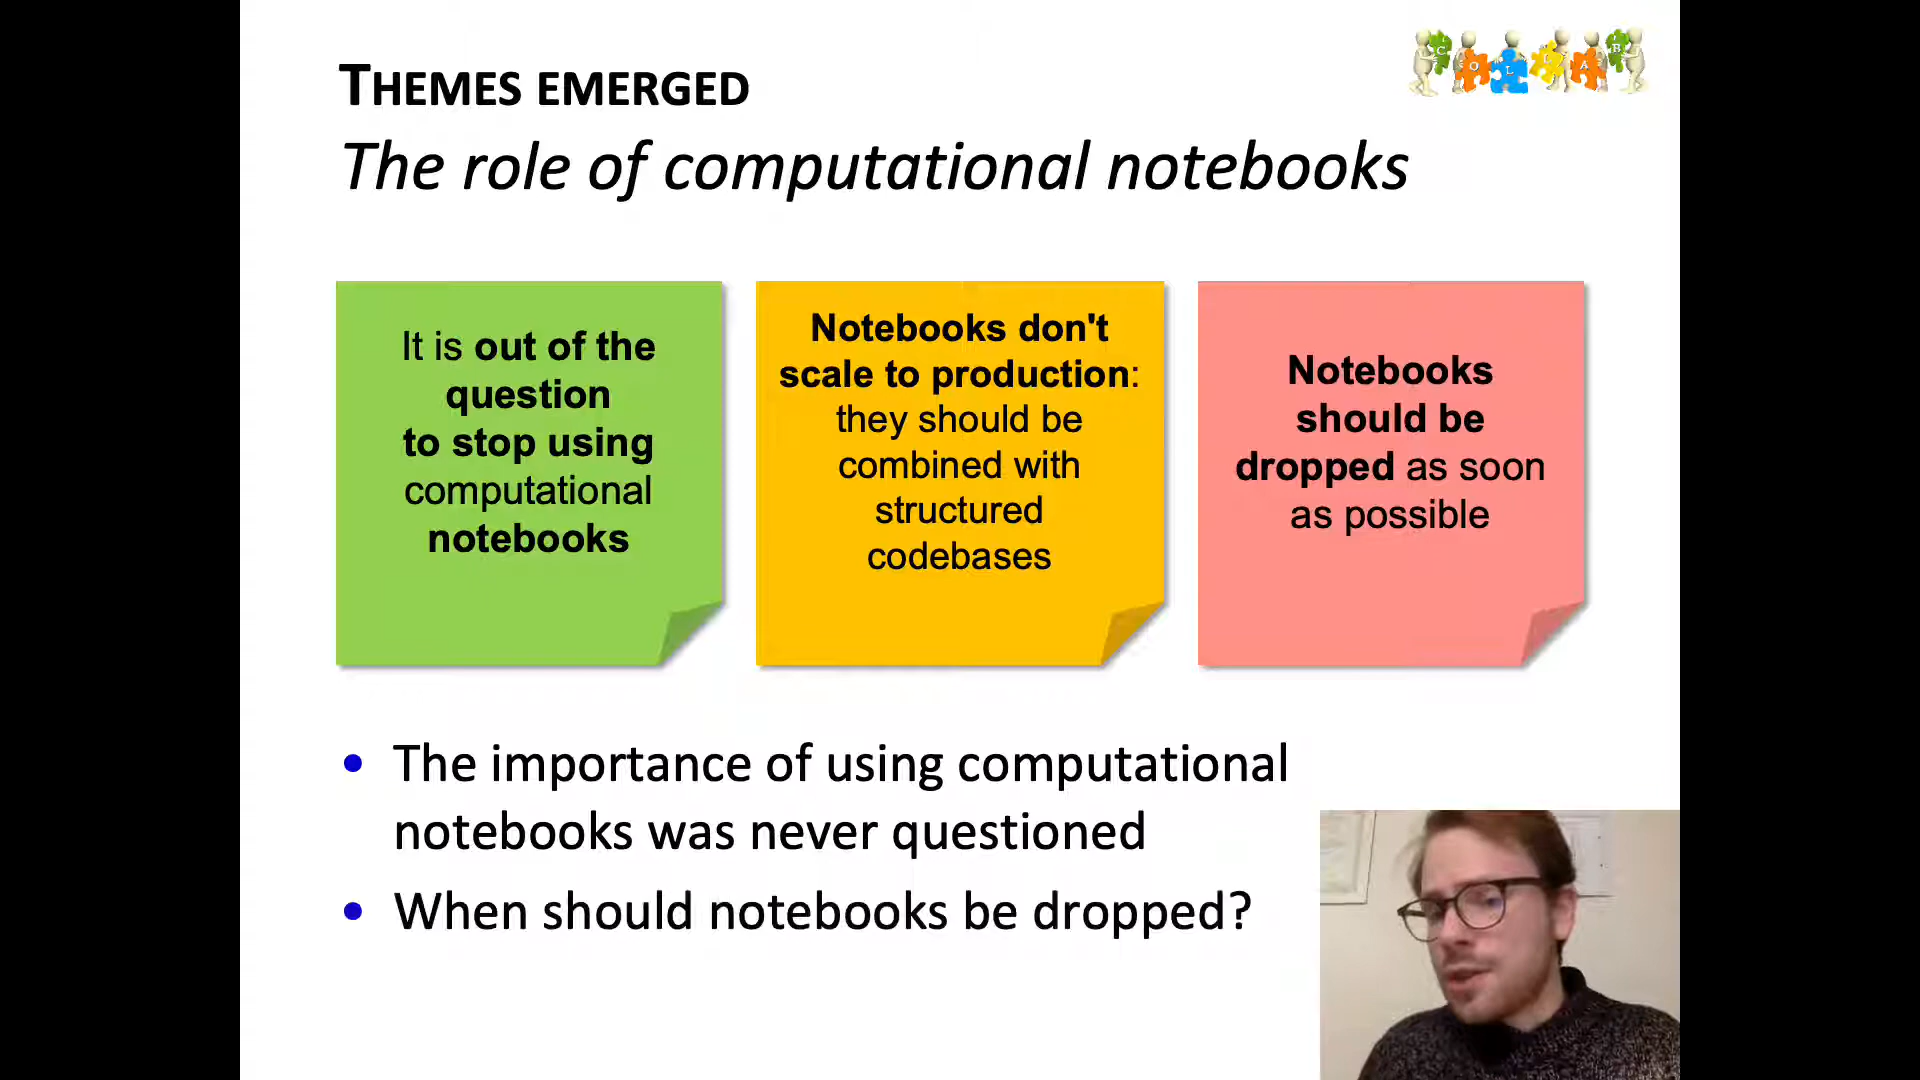 THEMES EMERGED
The role of computational notebooks
COLLAB
It is out of the
question
to stop using
computational
notebooks
Notebooks don't
scale to production:
they should be
combined with
structured
codebases
Notebooks
should be
dropped as soon
as possible
• The importance of using computational
notebooks was never questioned
• When should notebooks be dropped?